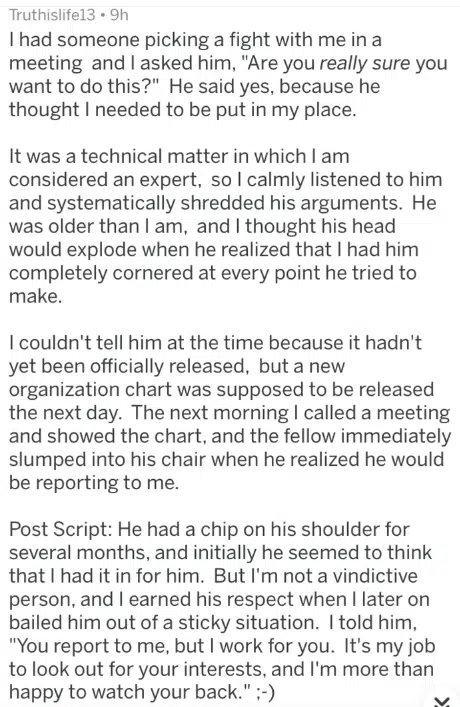 Truthislife13 • 9h
I had someone picking a fight with me in a
meeting and I asked him, "Are you really sure you
want to do this?" He said yes, because he
thought I needed to be put in my place.
It was a technical matter in which I am
considered an expert, so I calmly listened to him
and systematically shredded his arguments. He
was older than I am, and I thought his head
would explode when he realized that I had him
completely cornered at every point he tried to
make.
I couldn't tell him at the time because it hadn't
yet been officially released, but a new
organization chart was supposed to be released
the next day. The next morning I called a meeting
and showed the chart, and the fellow immediately
slumped into his chair when he realized he would
be reporting to me.
Post Script: He had a chip on his shoulder for
several months, and initially he seemed to think
that I had it in for him. But I'm not a vindictive
person, and I earned his respect when I later on
bailed him out of a sticky situation. I told him,
"You report to me, but I work for you. It's my job
to look out for your interests, and I'm more than
happy to watch your back." ;-)